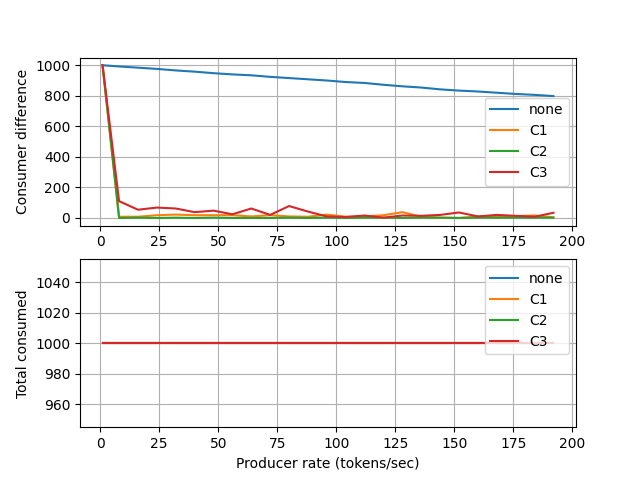 Consumer difference
1000
800
600
400
200
0
none
C1
C2
C3
0 25 50 75 100 125 150 175 200
Total consumed
1040
1020
1000
980
960
none
C1
C2
C3
0 25 50 75 100 125 150 175 200
Producer rate (tokens/sec)